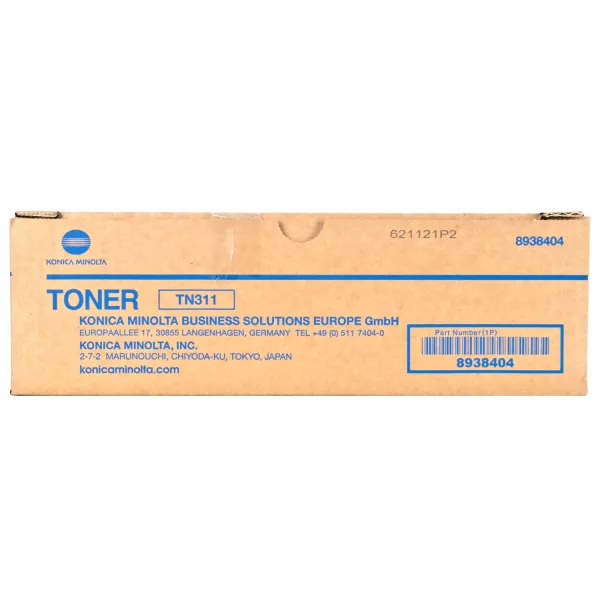 621121P2
8938404
KONICA MINOLTA
TONER TN311
KONICA MINOLTA BUSINESS SOLUTIONS EUROPE GmbH
EUROPAALLEE 17, 30855 LANGENHAGEN, GERMANY TEL +49 (0) 511 7404-0
KONICA MINOLTA, INC.
2-7-2 MARUNOUCHI, CHIYODA-KU, TOKYO, JAPAN
konicaminolta.com
Part Number (1P)
8938404